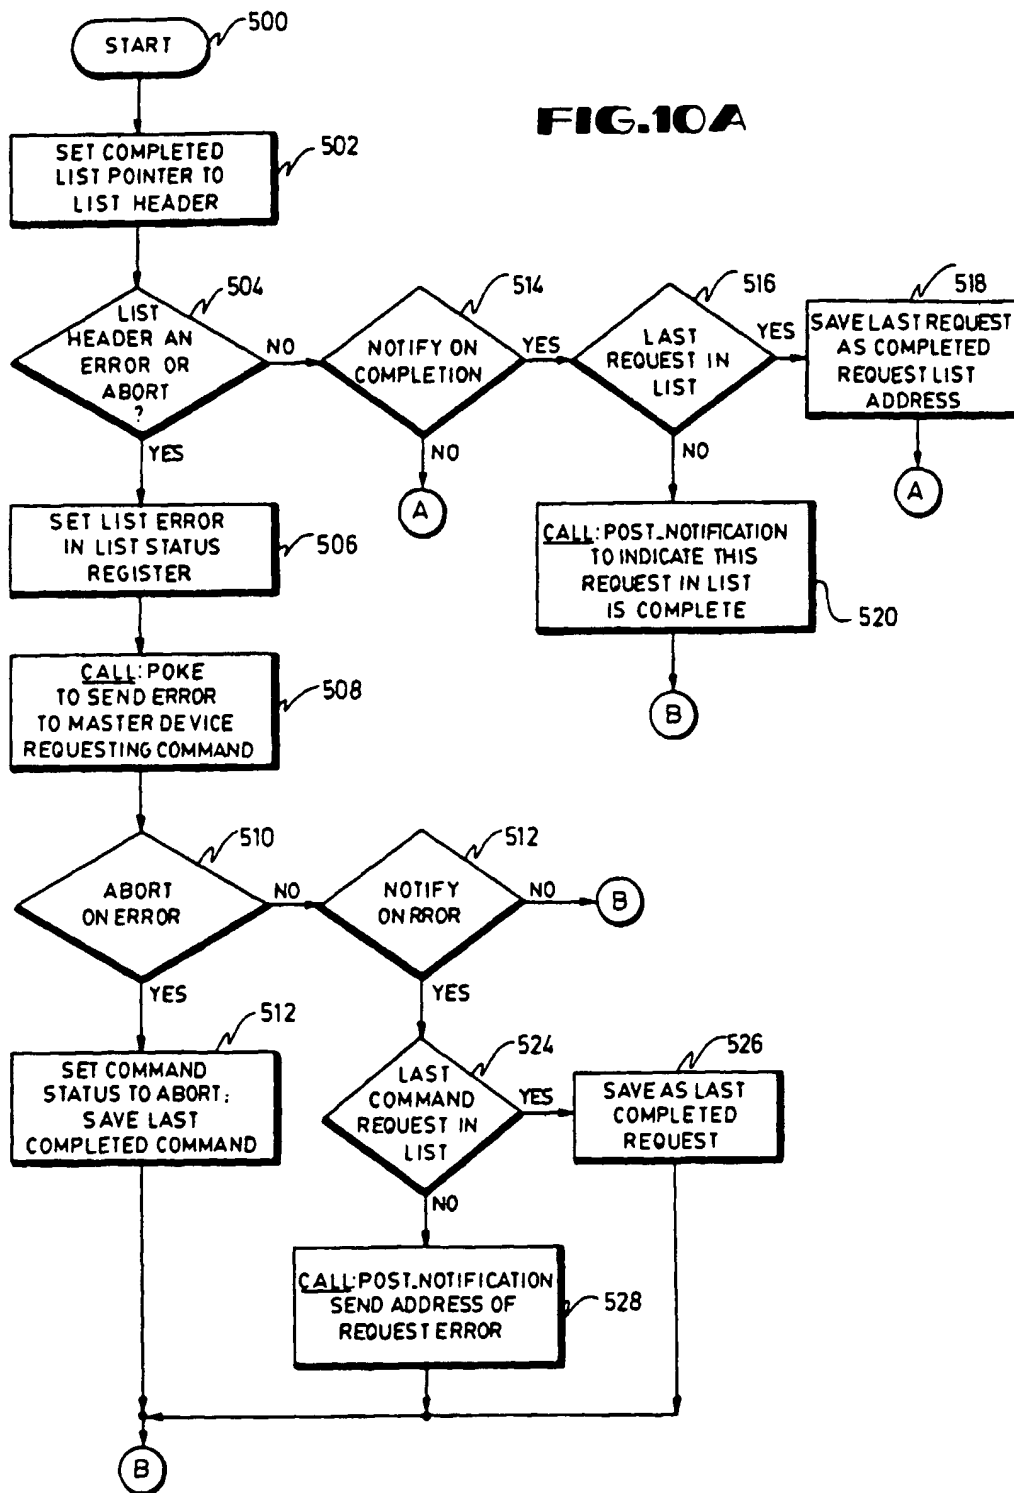 START
500
FIG.10A
SET COMPLETED
LIST POINTER TO
LIST HEADER
502
LIST
HEADER AN
ERROR OR
ABORT
?
504
NO
YES
NOTIFY ON
COMPLETION
514
YES
NO
A
LAST
REQUEST IN
LIST
516
YES
NO
518
SAVE LAST REQUEST
AS COMPLETED
REQUEST LIST
ADDRESS
A
SET LIST ERROR
IN LIST STATUS
REGISTER
506
CALL: POST_NOTIFICATION
TO INDICATE THIS
REQUEST IN LIST
IS COMPLETE
520
B
CALL: POKE
TO SEND ERROR
TO MASTER DEVICE
REQUESTING COMMAND
508
ABORT
ON ERROR
510
NO
YES
NOTIFY
ON RROR
512
NO
B
YES
512
SET COMMAND
STATUS TO ABORT:
SAVE LAST
COMPLETED COMMAND
LAST
COMMAND
REQUEST IN
LIST
524
YES
NO
526
SAVE AS LAST
COMPLETED
REQUEST
CALL: POST_NOTIFICATION
SEND ADDRESS OF
REQUEST ERROR
528
B